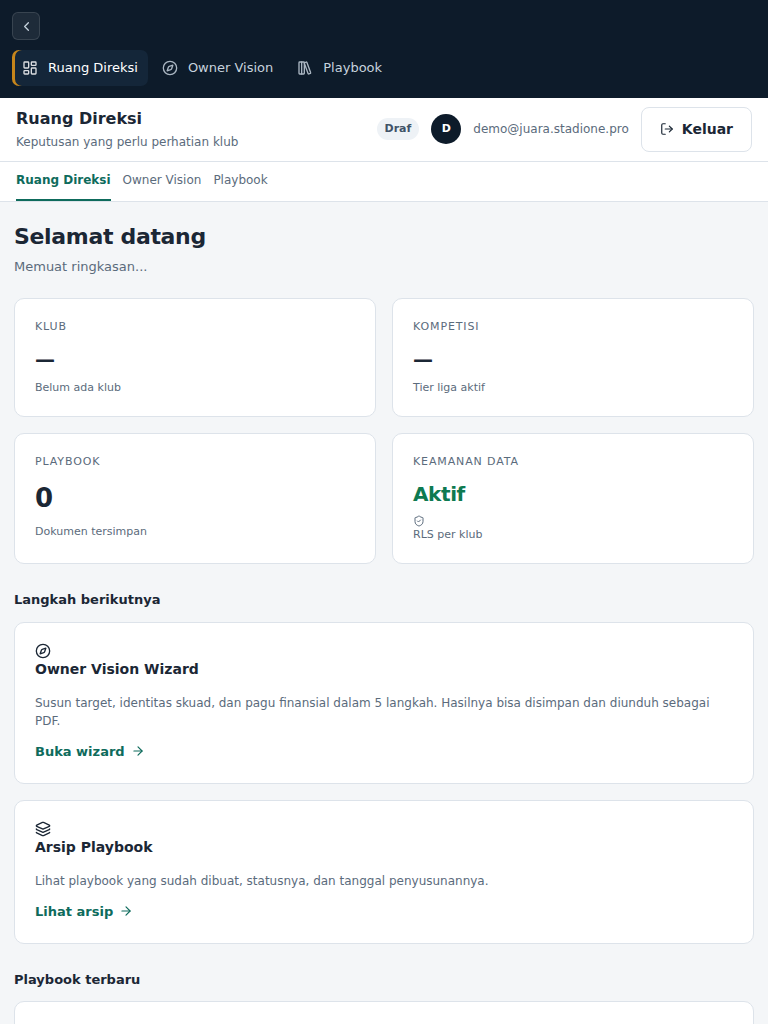 Ruang Direksi
Owner Vision
Playbook
Ruang Direksi
Keputusan yang perlu perhatian klub
Draf
D
demo@juara.stadione.pro
Keluar
Ruang Direksi
Owner Vision
Playbook
Selamat datang
Memuat ringkasan...
KLUB
—
Belum ada klub
KOMPETISI
—
Tier liga aktif
PLAYBOOK
0
Dokumen tersimpan
KEAMANAN DATA
Aktif
RLS per klub
Langkah berikutnya
Owner Vision Wizard
Susun target, identitas skuad, dan pagu finansial dalam 5 langkah. Hasilnya bisa disimpan dan diunduh sebagai
PDF.
Buka wizard
Arsip Playbook
Lihat playbook yang sudah dibuat, statusnya, dan tanggal penyusunannya.
Lihat arsip
Playbook terbaru